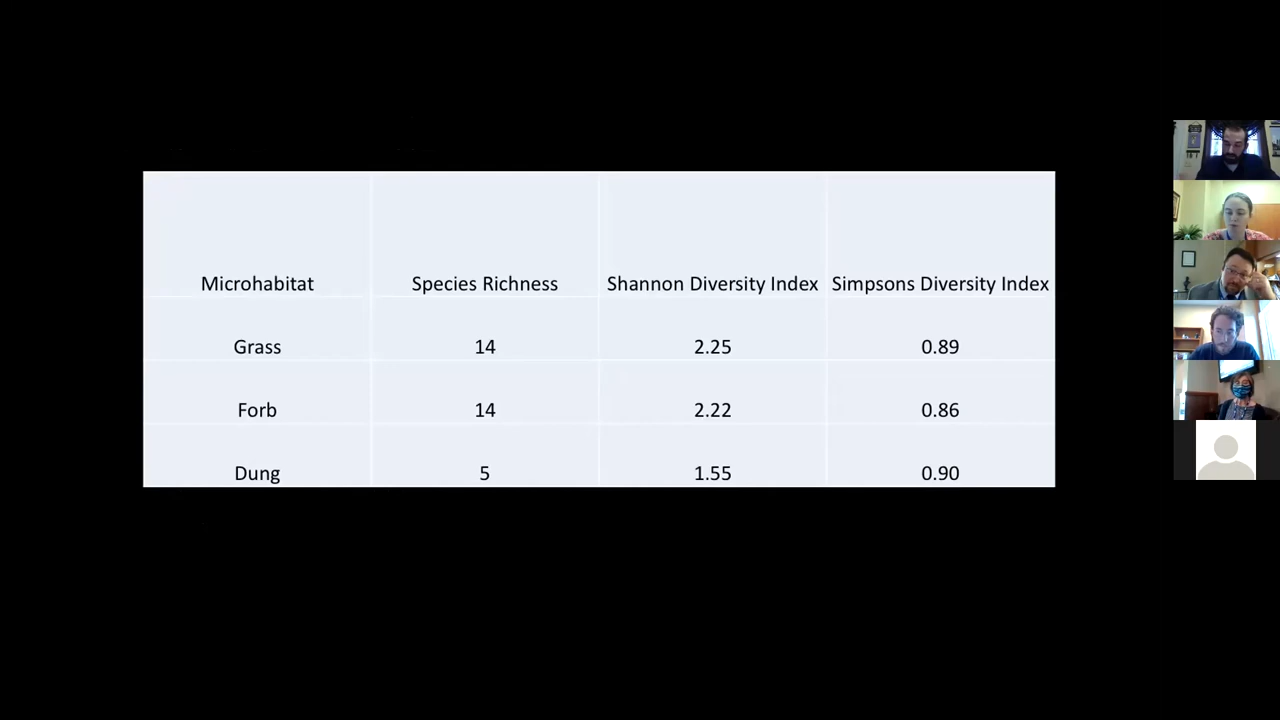 Microhabitat Species Richness Shannon Diversity Index Simpsons Diversity Index
Grass 14 2.25 0.89
Forb 14 2.22 0.86
Dung 5 1.55 0.90